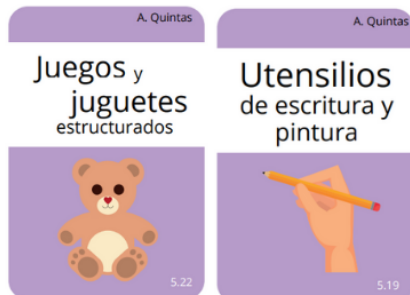 A. Quintas
Juegos y
juguetes
estructurados
5.22
A. Quintas
Utensilios
de escritura y
pintura
5.19